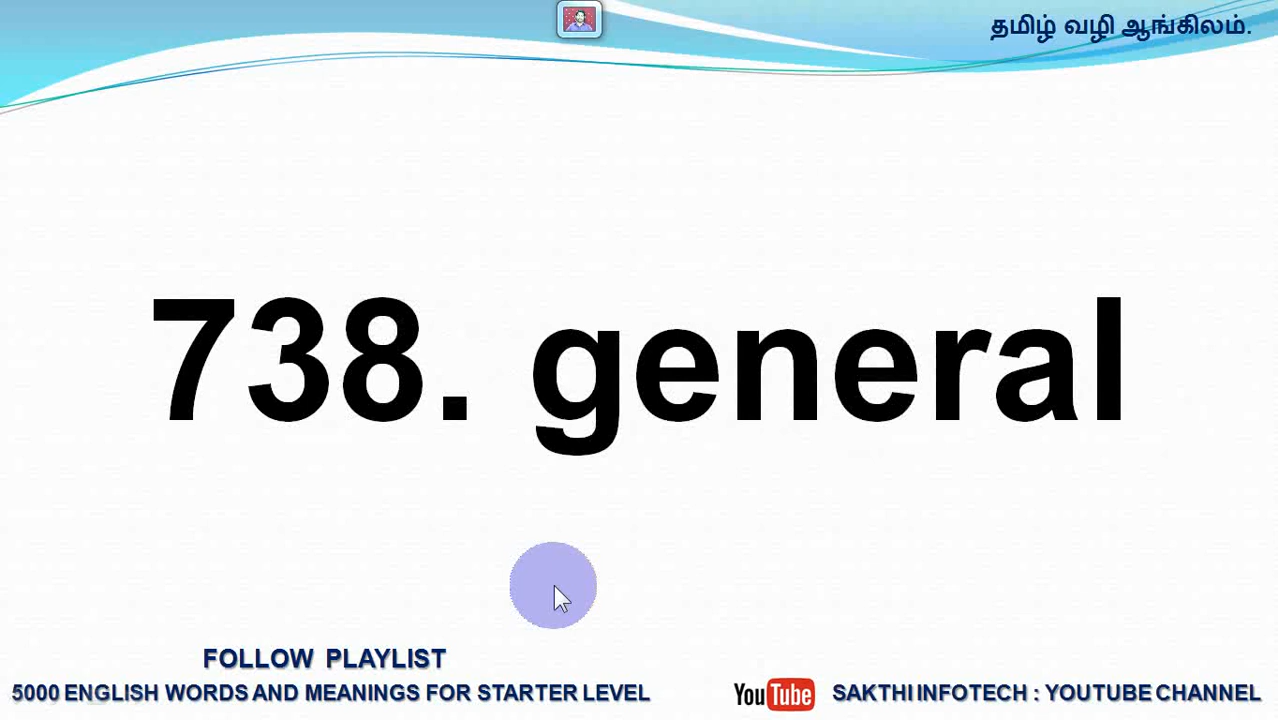 தமிழ் வழி ஆங்கிலம்.
738. general
FOLLOW PLAYLIST
5000 ENGLISH WORDS AND MEANINGS FOR STARTER LEVEL
YouTube SAKTHI INFOTECH : YOUTUBE CHANNEL